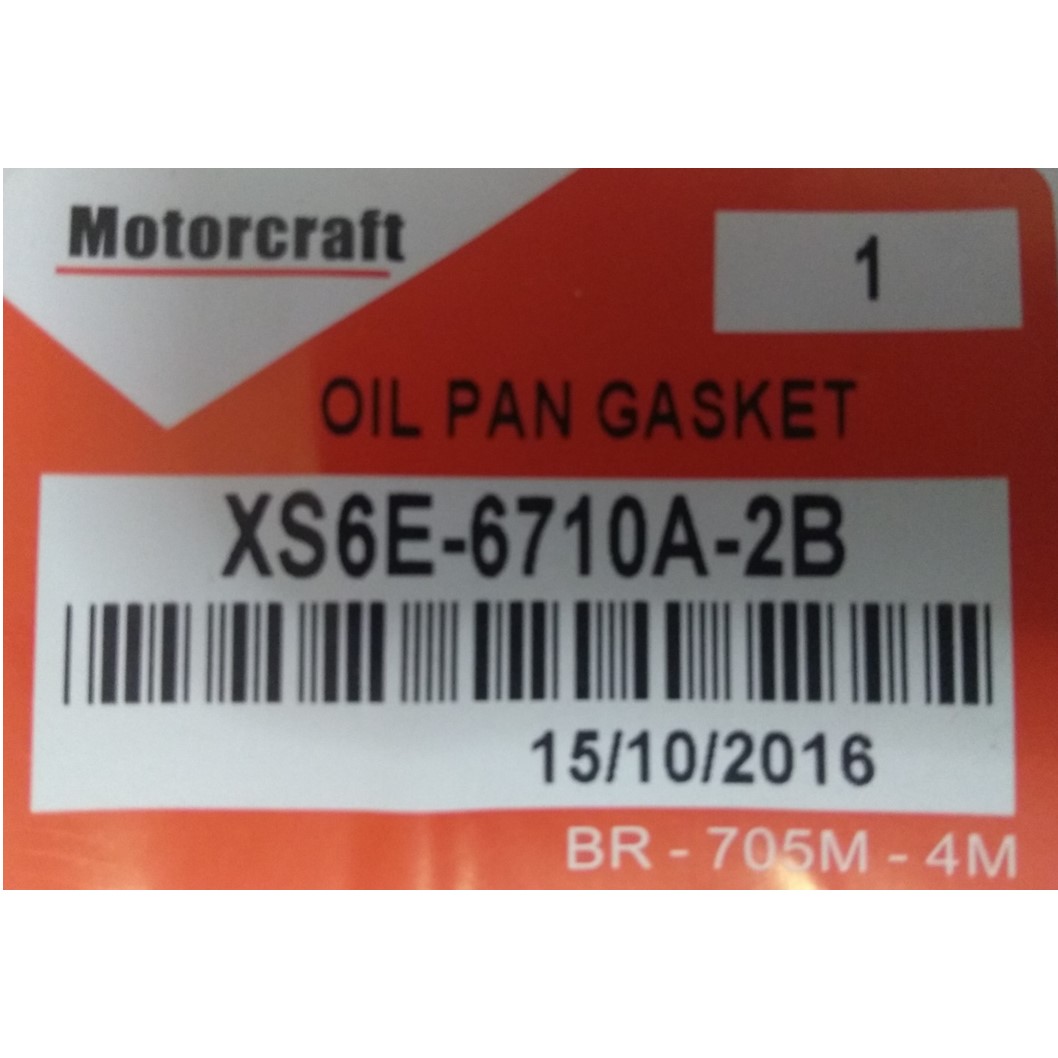 Motorcraft
1
OIL PAN GASKET
XS6E-6710A-2B
15/10/2016
BR - 705M - 4M